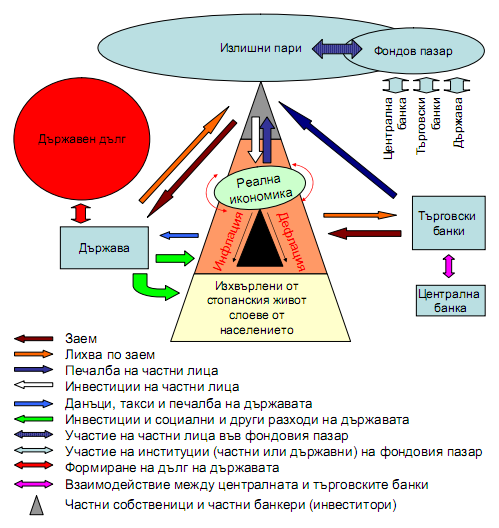 Излишни пари
Фондов пазар
Централна
банка
Търговски
банки
Държава
Държавен дълг
Реална
икономика
Инфлация
Дефлация
Търговски
банки
Държава
Централна
банка
Изхвърлени от
стопанския живот
слоеве от
населението
Заем
Лихва по заем
Печалба на частни лица
Инвестиции на частни лица
Данъци, такси и печалба на държавата
Инвестиции и социални и други разходи на държавата
Участие на частни лица във фондовия пазар
Участие на институции (частни или държавни) на фондовия пазар
Формиране на дълг на държавата
Взаимодействие между централната и търговските банки
Частни собственици и частни банкери (инвеститори)